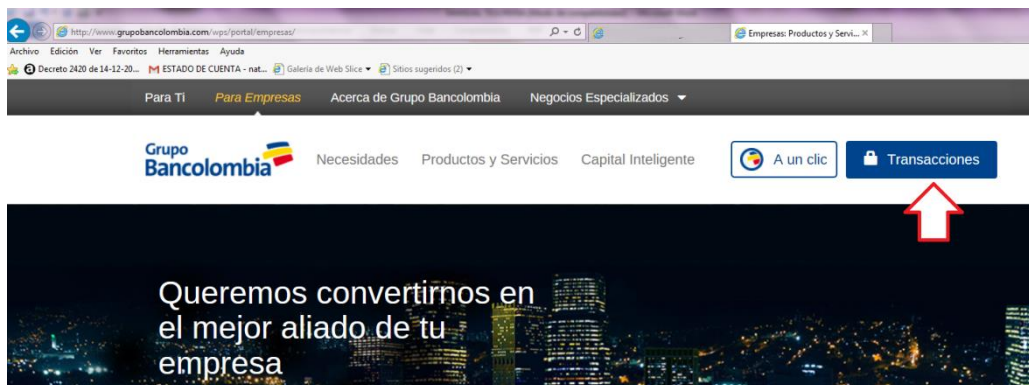 http://www.grupobancolombia.com/wps/portal/empresas/
Empresas: Productos y Servi...
Archivo Edición Ver Favoritos Herramientas Ayuda
Decreto 2420 de 14-12-20... ESTADO DE CUENTA - nat... Galería de Web Slice Sitios sugeridos (2)
Para Ti Para Empresas Acerca de Grupo Bancolombia Negocios Especializados
Grupo
Bancolombia
Necesidades Productos y Servicios Capital Inteligente A un clic Transacciones
Queremos convertirnos en
el mejor aliado de tu
empresa